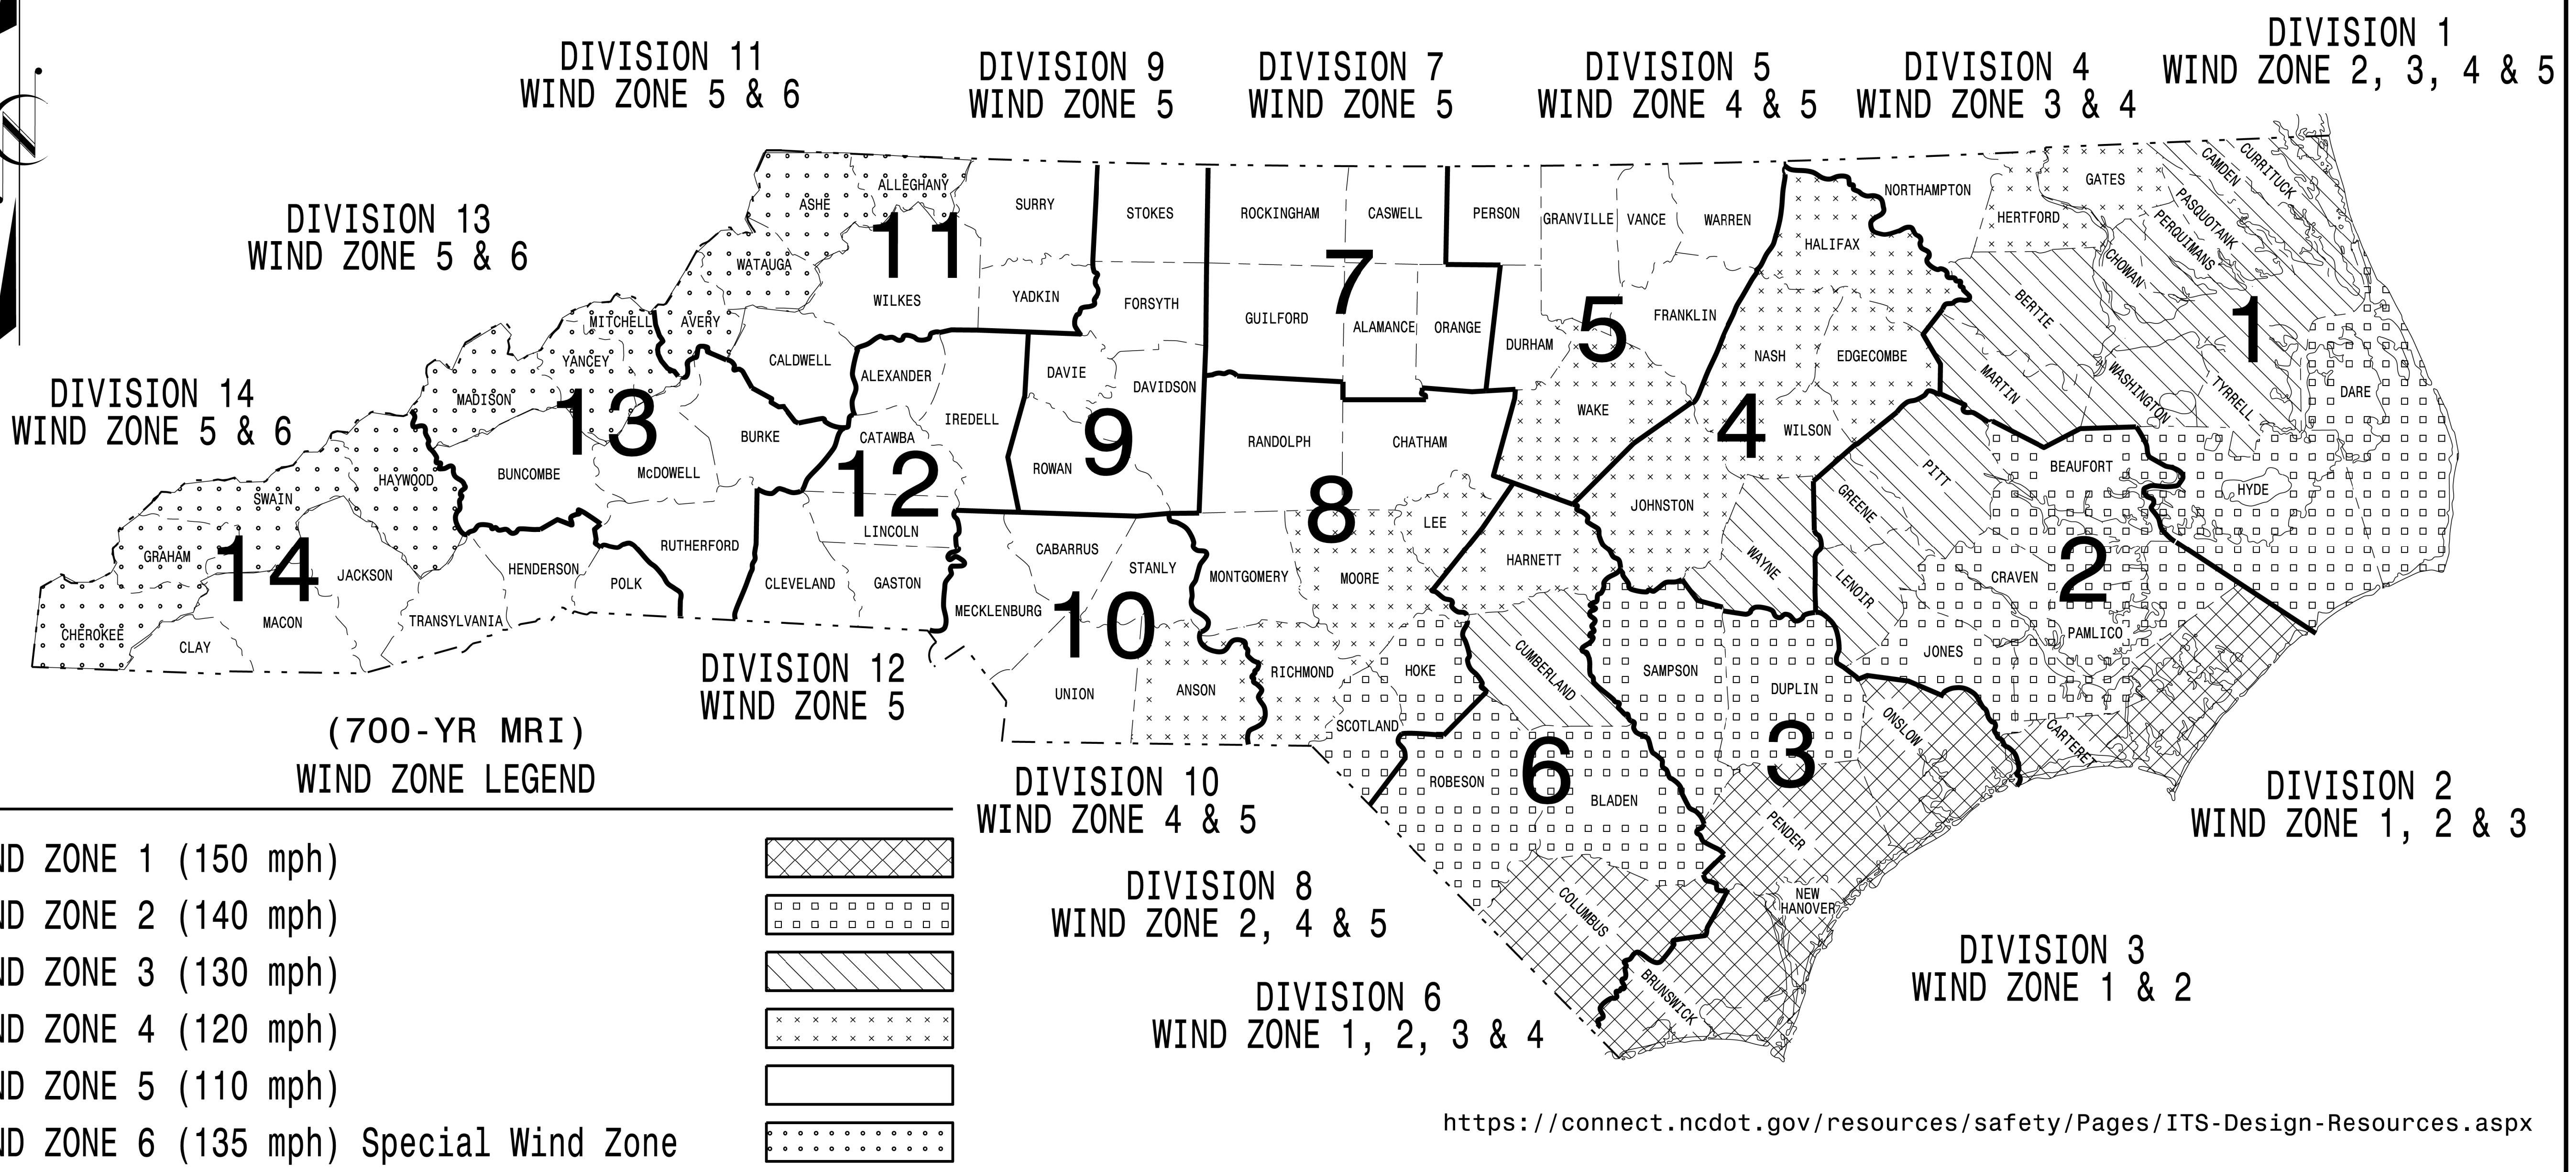 DIVISION 1
WIND ZONE 2, 3, 4 & 5
DIVISION 11
WIND ZONE 5 & 6
DIVISION 9
WIND ZONE 5
DIVISION 7
WIND ZONE 5
DIVISION 5
WIND ZONE 4 & 5
DIVISION 4
WIND ZONE 3 & 4
DIVISION 13
WIND ZONE 5 & 6
DIVISION 14
WIND ZONE 5 & 6
N
ASHE
ALLEGHANY
11
WATAUGA
WILKES
SURRY
YADKIN
MITCHELL
AVERY
CALDWELL
YANCEY
MADISON
13
BURKE
BUNCOMBE
McDOWELL
RUTHERFORD
HAYWOOD
SWAIN
GRAHAM
14
JACKSON
HENDERSON
POLK
CHEROKEE
CLAY
MACON
TRANSYLVANIA
ALEXANDER
IREDELL
CATAWBA
12
LINCOLN
CLEVELAND
GASTON
STOKES
FORSYTH
DAVIE
DAVIDSON
9
ROWAN
CABARRUS
STANLY
MECKLENBURG
10
UNION
ANSON
ROCKINGHAM
CASWELL
7
GUILFORD
ALAMANCE
ORANGE
RANDOLPH
CHATHAM
8
LEE
MONTGOMERY
MOORE
RICHMOND
HOKE
SCOTLAND
PERSON
GRANVILLE
VANCE
WARREN
5
FRANKLIN
DURHAM
WAKE
HARNETT
CUMBERLAND
6
ROBESON
BLADEN
COLUMBUS
NORTHAMPTON
HALIFAX
NASH
EDGECOMBE
4
WILSON
JOHNSTON
WAYNE
SAMPSON
DUPLIN
3
ONSLOW
PENDER
NEW
HANOVER
BRUNSWICK
HERTFORD
GATES
CAMDEN
CURRITUCK
PASQUOTANK
PERQUIMANS
CHOWAN
BERTIE
1
MARTIN
WASHINGTON
TYRRELL
DARE
HYDE
BEAUFORT
PITT
GREENE
LENOIR
CRAVEN
2
PAMLICO
JONES
CARTERET
DIVISION 12
WIND ZONE 5
DIVISION 10
WIND ZONE 4 & 5
DIVISION 8
WIND ZONE 2, 4 & 5
DIVISION 6
WIND ZONE 1, 2, 3 & 4
DIVISION 2
WIND ZONE 1, 2 & 3
DIVISION 3
WIND ZONE 1 & 2
(700-YR MRI)
WIND ZONE LEGEND
ND ZONE 1 (150 mph)
ND ZONE 2 (140 mph)
ND ZONE 3 (130 mph)
ND ZONE 4 (120 mph)
ND ZONE 5 (110 mph)
ND ZONE 6 (135 mph) Special Wind Zone
https://connect.ncdot.gov/resources/safety/Pages/ITS-Design-Resources.aspx